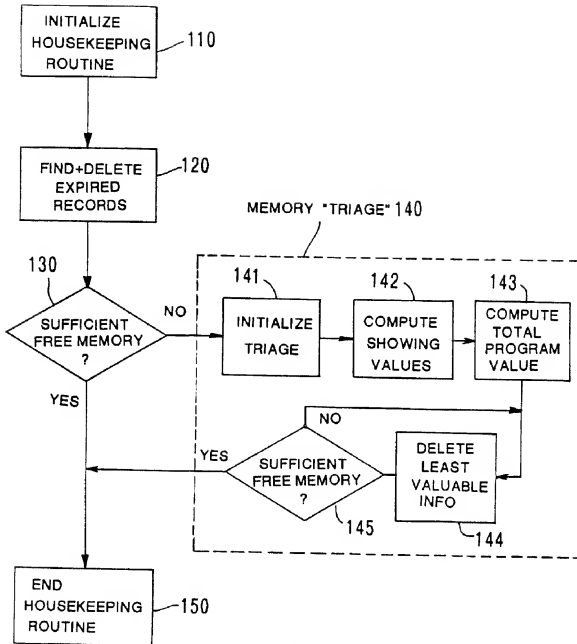 INITIALIZE
HOUSEKEEPING
ROUTINE
110
FIND+DELETE
EXPIRED
RECORDS
120
MEMORY "TRIAGE" 140
130
SUFFICIENT
FREE MEMORY
?
NO
YES
141
INITIALIZE
TRIAGE
142
COMPUTE
SHOWING
VALUES
143
COMPUTE
TOTAL
PROGRAM
VALUE
NO
YES
SUFFICIENT
FREE MEMORY
?
145
DELETE
LEAST
VALUABLE
INFO
144
END
HOUSEKEEPING
ROUTINE
150